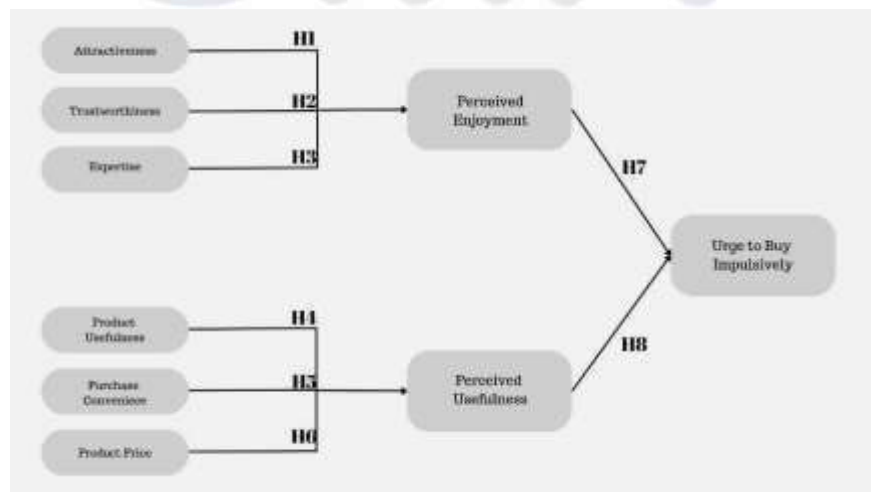 Attractiveness
H1
Trustworthiness
H2
Expertise
H3
Perceived
Enjoyment
H7
Urge to Buy
Impulsively
Product
Usefulness
H4
Purchase
Conveniece
H5
Product Price
H6
Perceived
Usefulness
H8